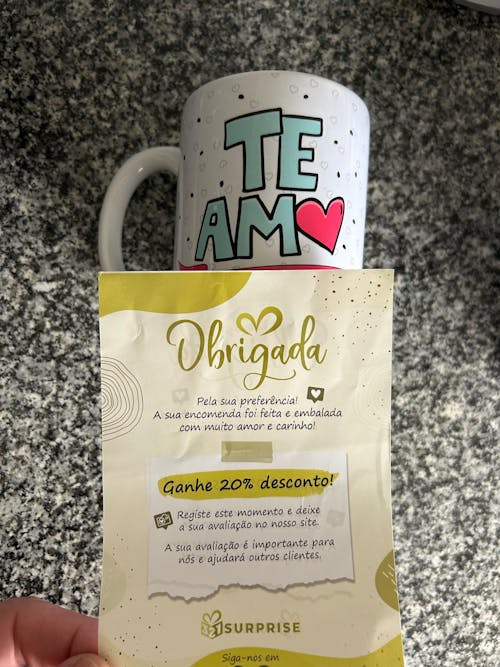 TE
AM
Obrigada
Pela sua preferência!
A sua encomenda foi feita e embalada
com muito amor e carinho!
Ganhe 20% desconto!
Registe este momento e deixe
a sua avaliação no nosso site.
A sua avaliação é importante para
nós e ajudará outros clientes.
SURPRISE
Siga-nos em